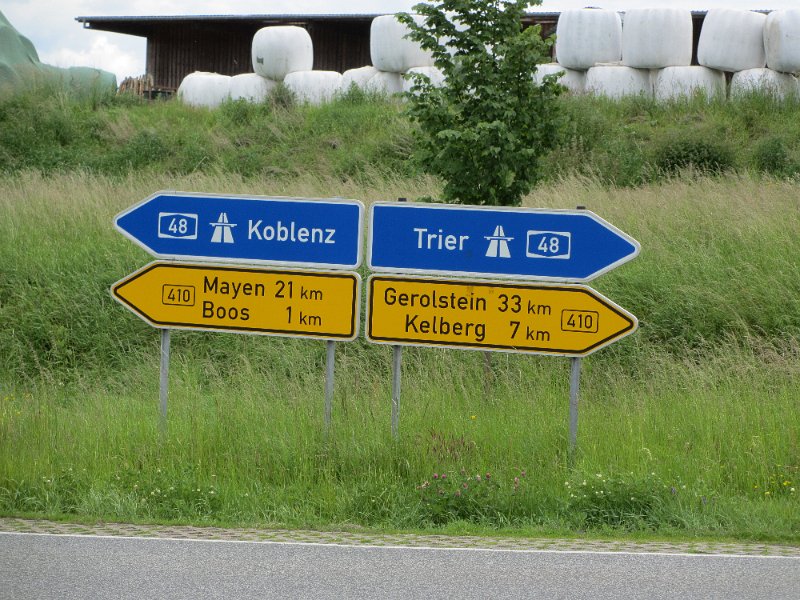 48 Koblenz
410 Mayen 21 km
Boos 1 km
Trier 48
Gerolstein 33 km
Kelberg 7 km 410